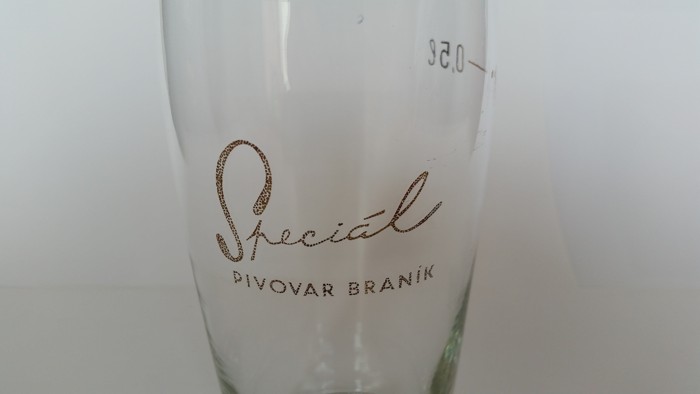 0,5ℓ
Speciál
PIVOVAR BRANÍK